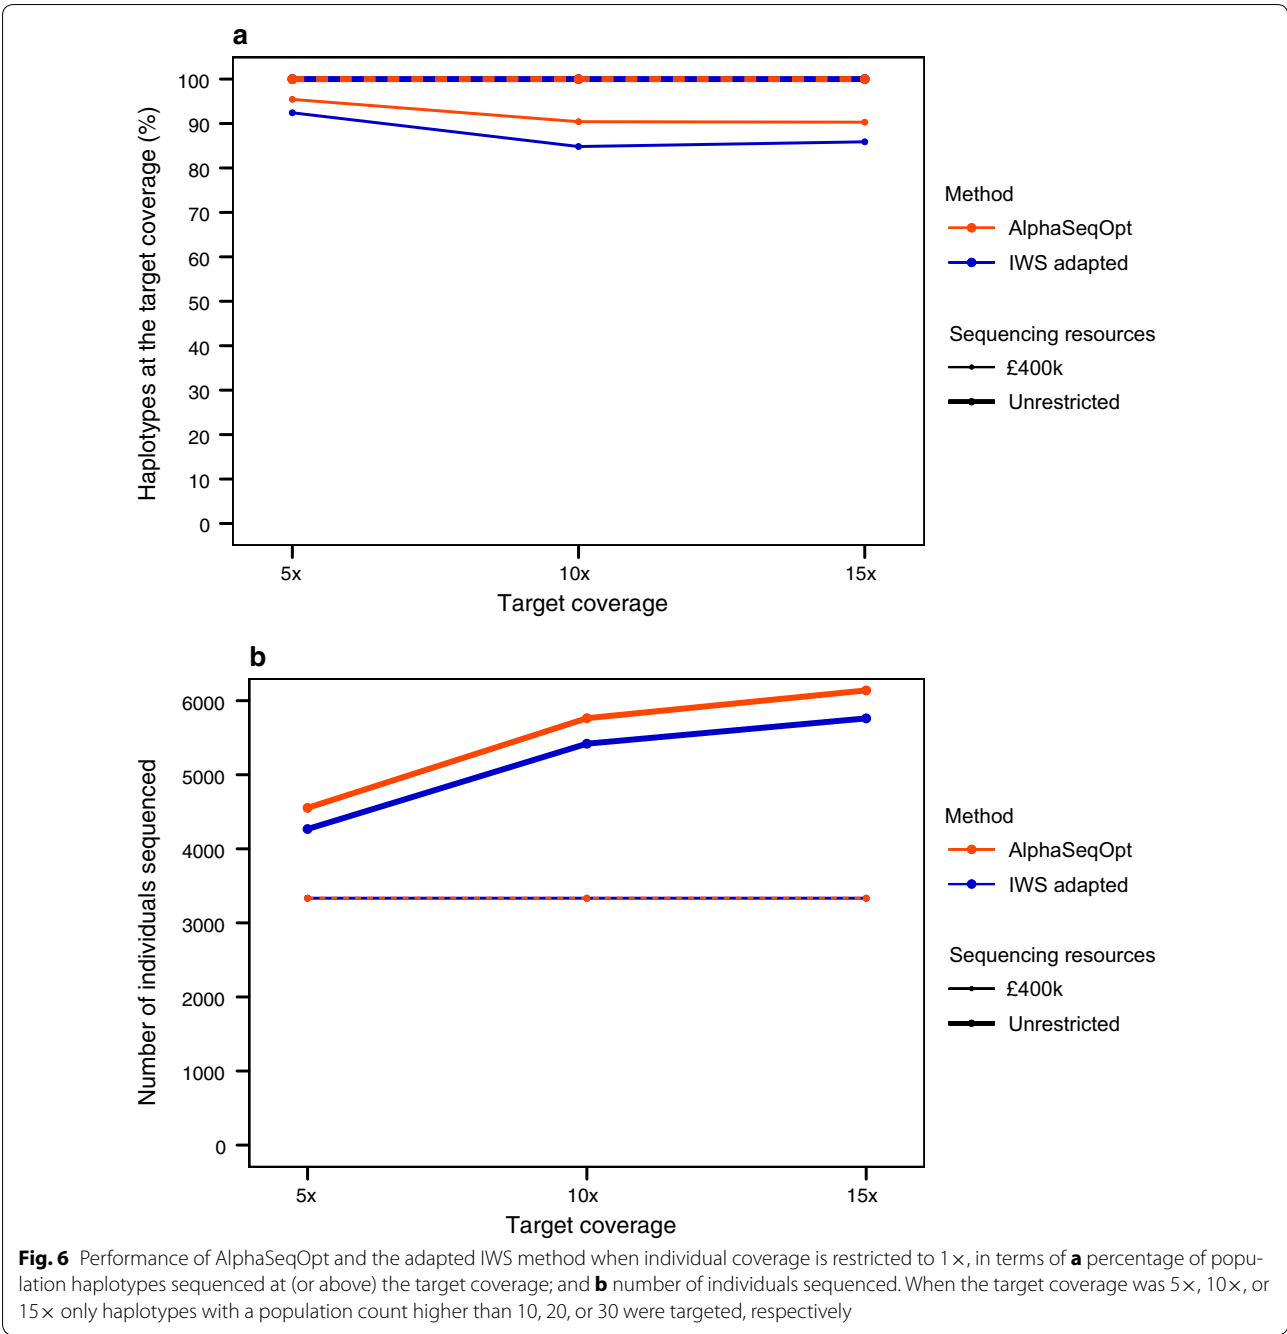 a
Haplotypes at the target coverage (%)
100
90
80
70
60
50
40
30
20
10
0
5x
10x
15x
Target coverage
Method
AlphaSeqOpt
IWS adapted
Sequencing resources
£400k
Unrestricted
b
Number of individuals sequenced
6000
5000
4000
3000
2000
1000
0
5x
10x
15x
Target coverage
Method
AlphaSeqOpt
IWS adapted
Sequencing resources
£400k
Unrestricted
Fig. 6 Performance of AlphaSeqOpt and the adapted IWS method when individual coverage is restricted to 1×, in terms of a percentage of popu-
lation haplotypes sequenced at (or above) the target coverage; and b number of individuals sequenced. When the target coverage was 5×, 10×, or
15× only haplotypes with a population count higher than 10, 20, or 30 were targeted, respectively